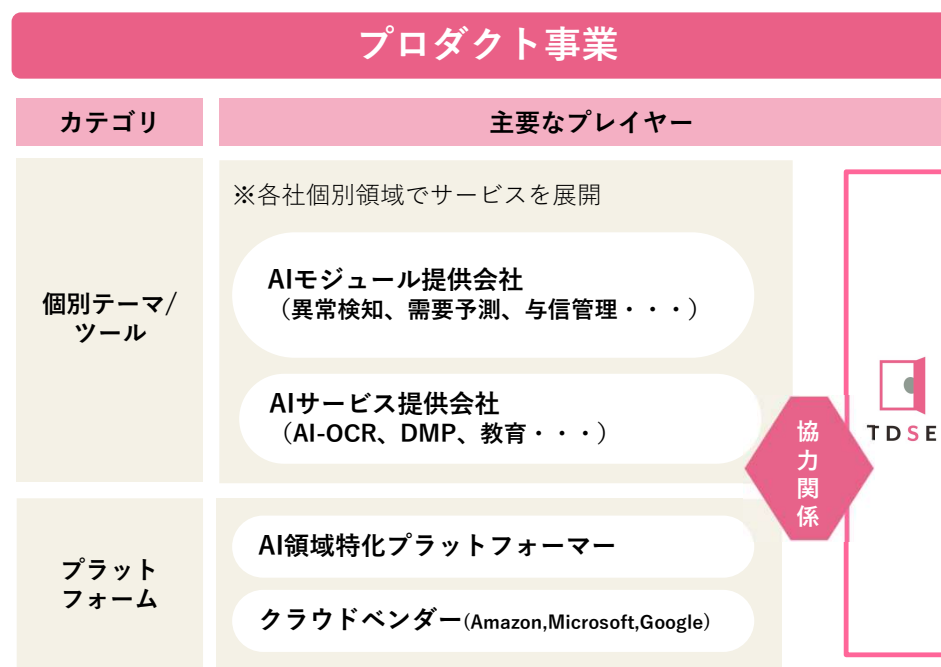 プロダクト事業
カテゴリ
主要なプレイヤー
個別テーマ/
ツール
※各社個別領域でサービスを展開
AIモジュール提供会社
（異常検知、需要予測、与信管理・・・）
AIサービス提供会社
（AI-OCR、DMP、教育・・・）
協力関係
TDSE
プラット
フォーム
AI領域特化プラットフォーマー
クラウドベンダー(Amazon,Microsoft,Google)